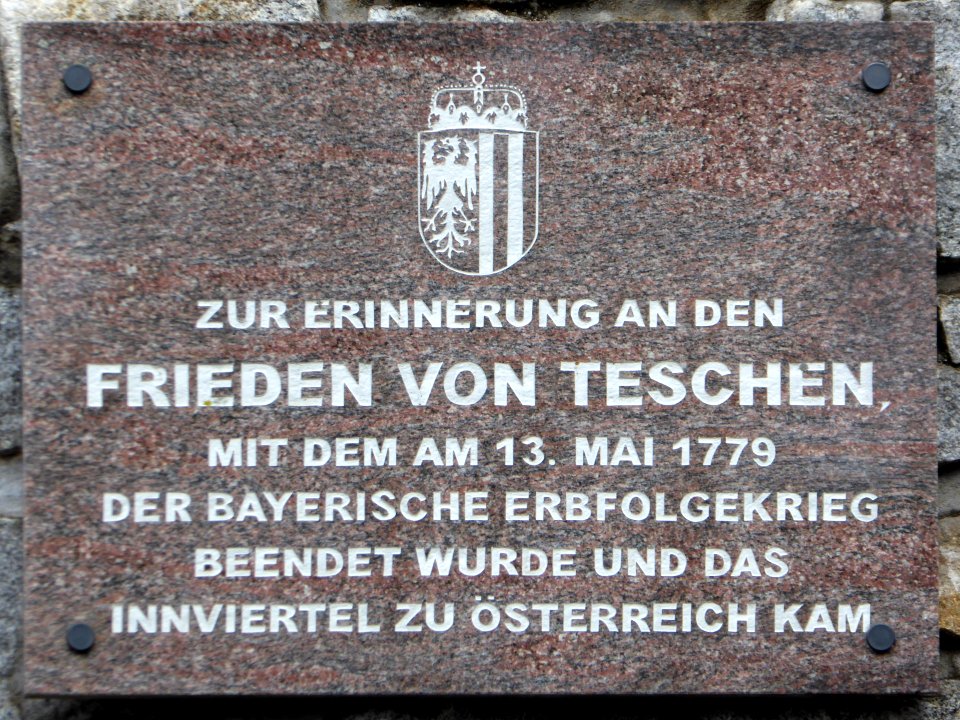 ZUR ERINNERUNG AN DEN
FRIEDEN VON TESCHEN,
MIT DEM AM 13. MAI 1779
DER BAYERISCHE ERBFOLGEKRIEG
BEENDET WURDE UND DAS
INNVIERTEL ZU ÖSTERREICH KAM